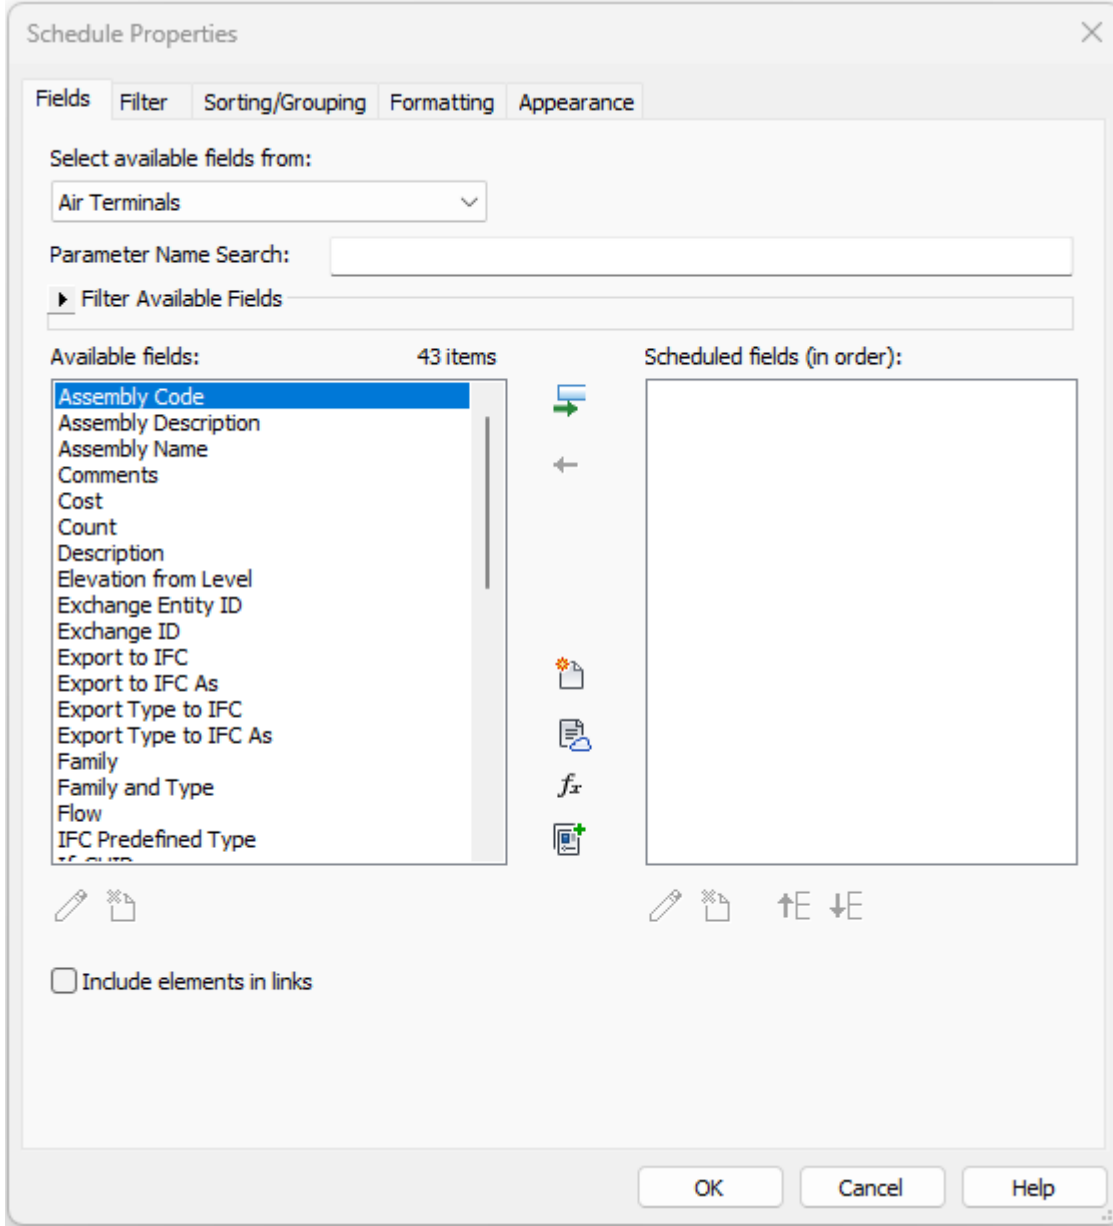 Schedule Properties
Fields Filter Sorting/Grouping Formatting Appearance
Select available fields from:
Air Terminals
Parameter Name Search:
Filter Available Fields
Available fields: 43 items Scheduled fields (in order):
Assembly Code
Assembly Description
Assembly Name
Comments
Cost
Count
Description
Elevation from Level
Exchange Entity ID
Exchange ID
Export to IFC
Export to IFC As
Export Type to IFC
Export Type to IFC As
Family
Family and Type
Flow
IFC Predefined Type
fx
Include elements in links
OK Cancel Help